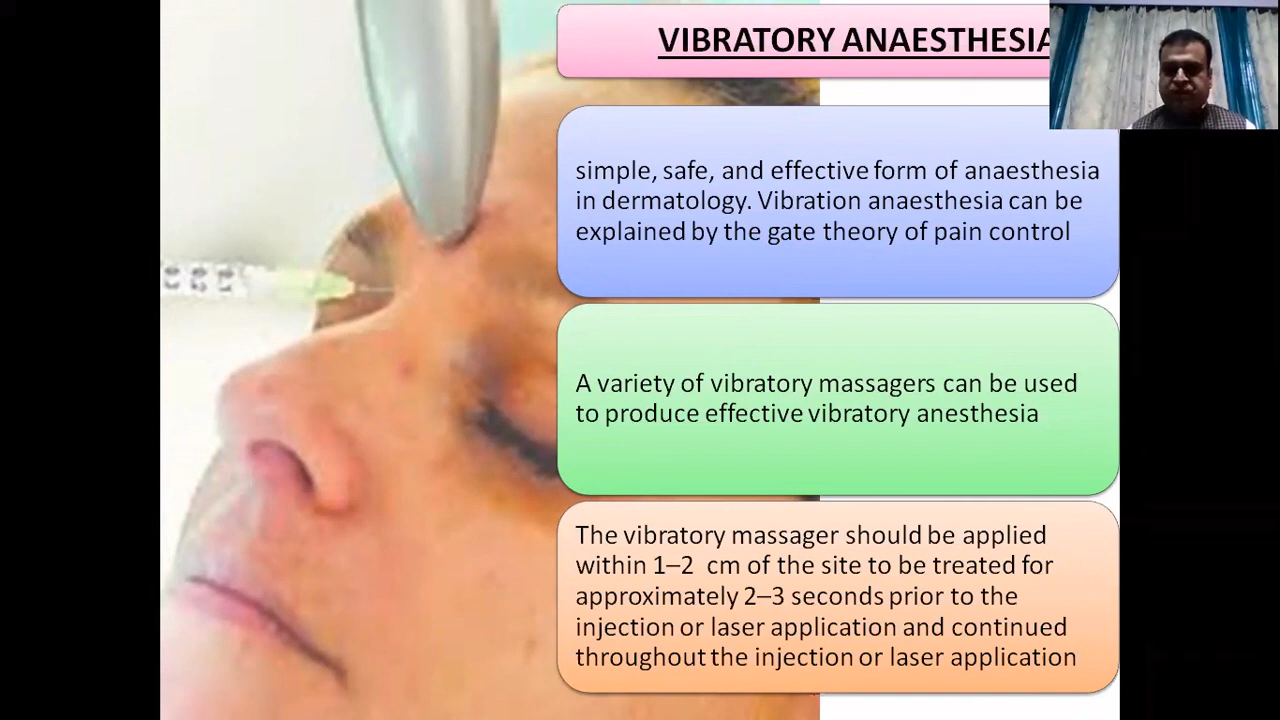 VIBRATORY ANAESTHESIA
simple, safe, and effective form of anaesthesia
in dermatology. Vibration anaesthesia can be
explained by the gate theory of pain control
A variety of vibratory massagers can be used
to produce effective vibratory anesthesia
The vibratory massager should be applied
within 1–2 cm of the site to be treated for
approximately 2–3 seconds prior to the
injection or laser application and continued
throughout the injection or laser application